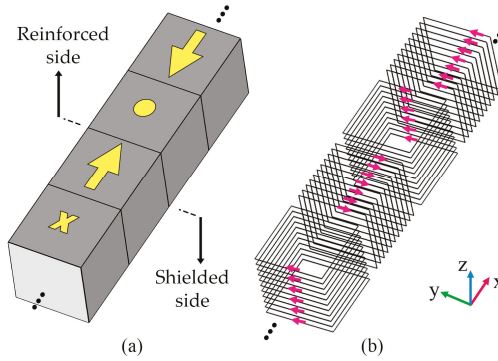 Reinforced
side
x
Shielded
side
(a)
z
y
x
(b)